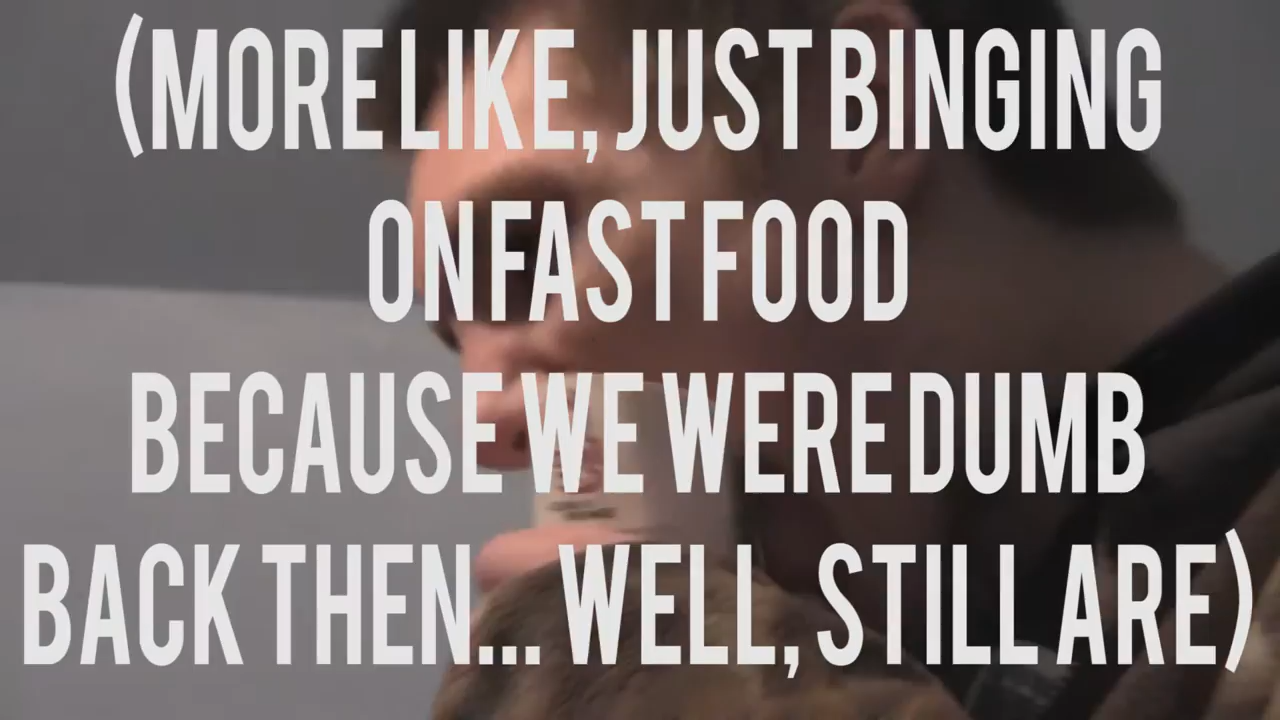 (MORE LIKE, JUST BINGING
ON FAST FOOD
BECAUSE WE WERE DUMB
BACK THEN... WELL, STILL ARE)